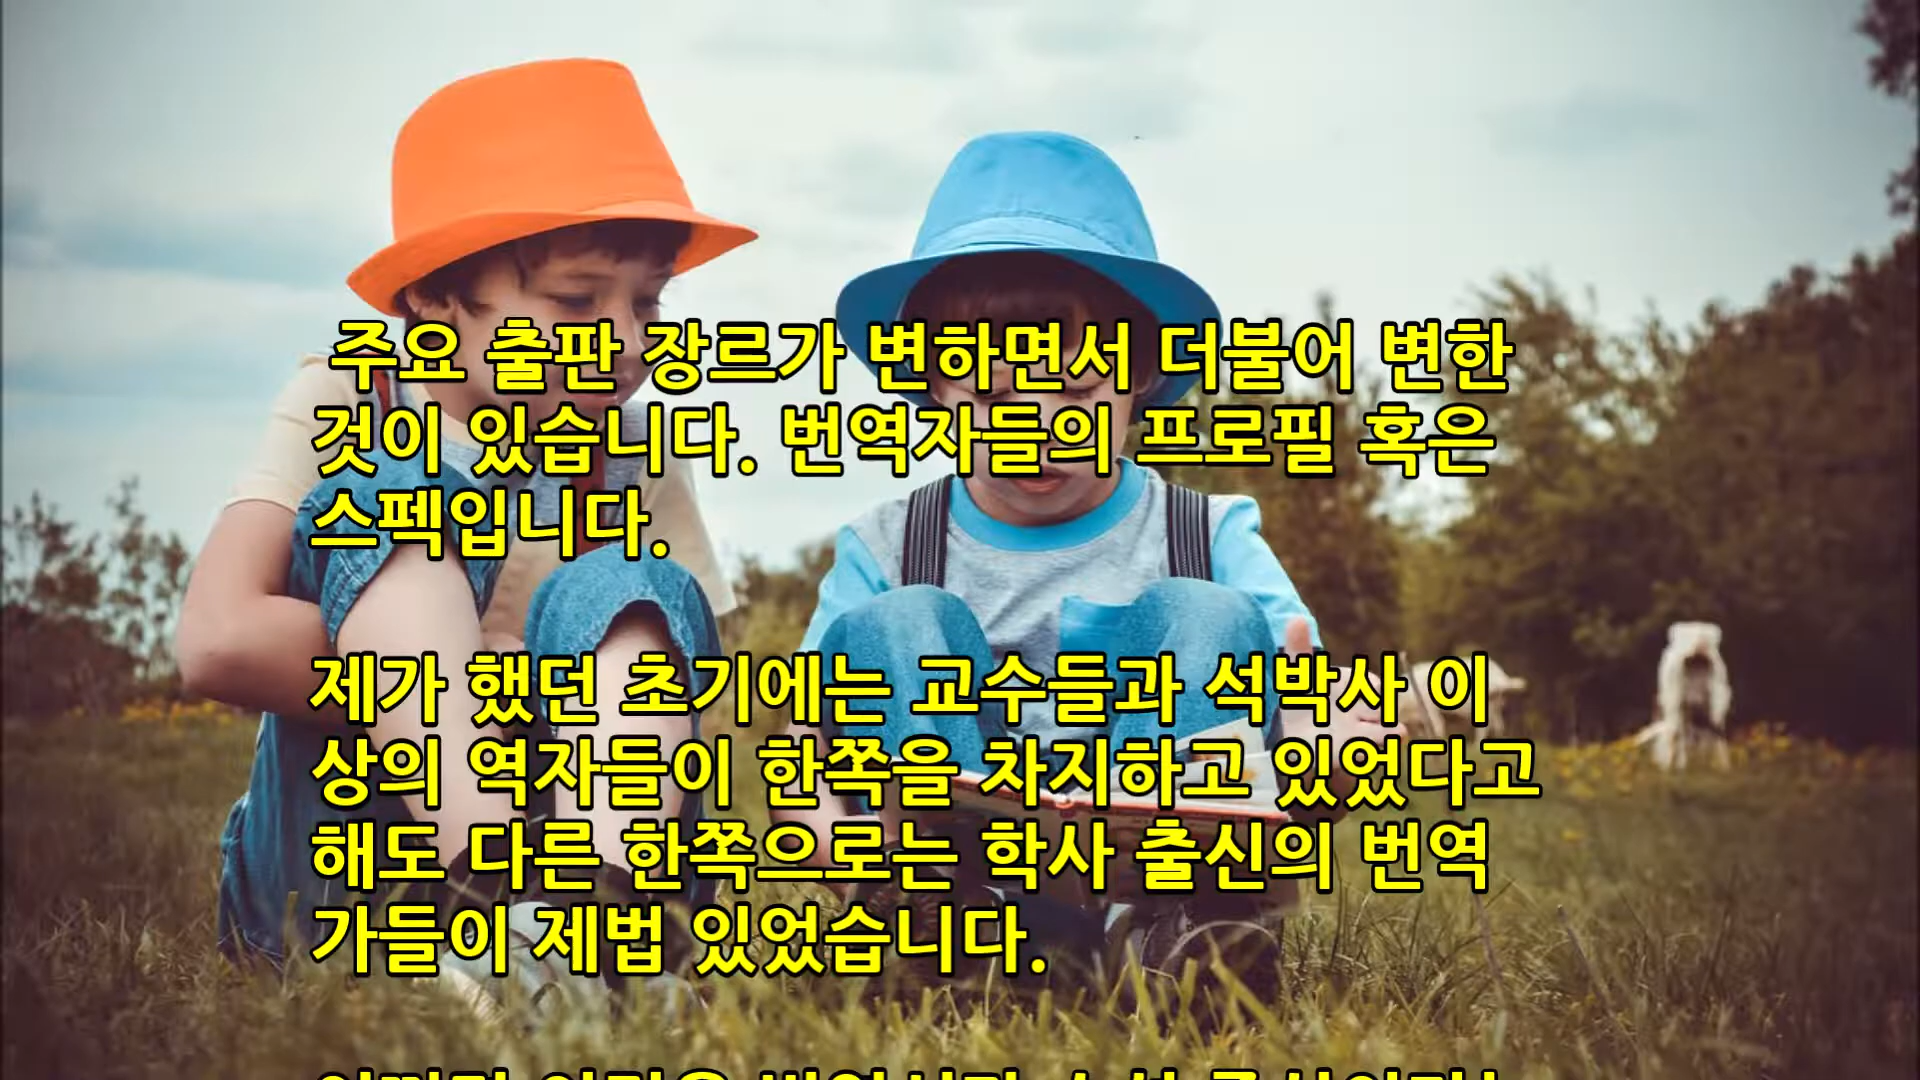 주요 출판 장르가 변하면서 더불어 변한
것이 있습니다. 번역자들의 프로필 혹은
스펙입니다.
제가 했던 초기에는 교수들과 석박사 이
상의 역자들이 한쪽을 차지하고 있었다고
해도 다른 한쪽으로는 학사 출신의 번역
가들이 제법 있었습니다.